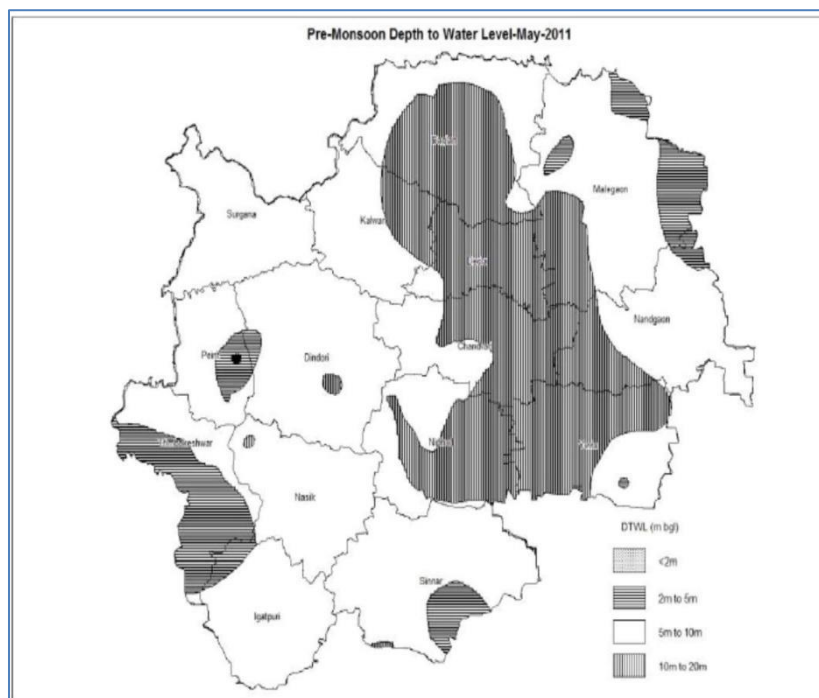 Pre-Monsoon Depth to Water Level-May-2011
Malegaon
Surgana
Kalwan
Nandgaon
Peint
Dindori
Nasik
Sinnar
Igatpuri
DTWL (m bgl)
<2m
2m to 5m
5m to 10m
10m to 20m